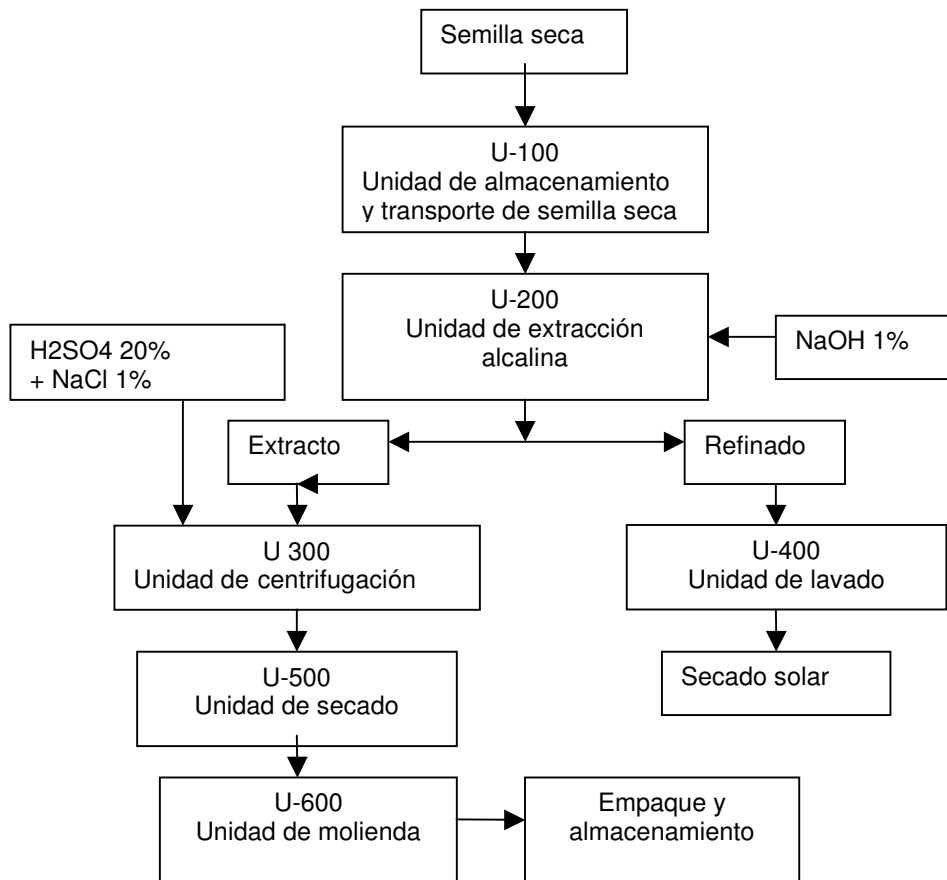 Semilla seca
U-100
Unidad de almacenamiento
y transporte de semilla seca
U-200
Unidad de extracción
alcalina
H2SO4 20%
+ NaCl 1%
NaOH 1%
Extracto
Refinado
U 300
Unidad de centrifugación
U-400
Unidad de lavado
U-500
Unidad de secado
Secado solar
U-600
Unidad de molienda
Empaque y
almacenamiento